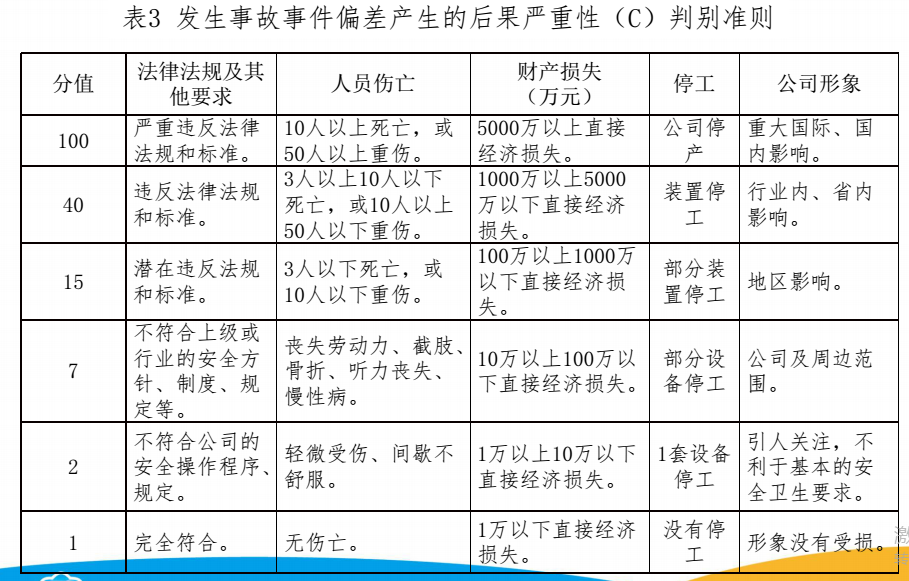 表3 发生事故事件偏差产生的后果严重性（C）判别准则
分值
法律法规及其
他要求
人员伤亡
财产损失
（万元）
停工
公司形象
100
严重违反法律
法规和标准。
10人以上死亡，或
50人以上重伤。
5000万以上直接
经济损失。
公司停
产
重大国际、国
内影响。
40
违反法律法规
和标准。
3人以上10人以下
死亡，或10人以上
50人以下重伤。
1000万以上5000
万以下直接经济
损失。
装置停
工
行业内、省内
影响。
15
潜在违反法规
和标准。
3人以下死亡，或
10人以下重伤。
100万以上1000万
以下直接经济损
失。
部分装
置停工
地区影响。
7
不符合上级或
行业的安全方
针、制度、规
定等。
丧失劳动力、截肢、
骨折、听力丧失、
慢性病。
10万以上100万以
下直接经济损失。
部分设
备停工
公司及周边范
围。
2
不符合公司的
安全操作程序、
规定。
轻微受伤、间歇不
舒服。
1万以上10万以下
直接经济损失。
1套设备
停工
引人关注，不
利于基本的安
全卫生要求。
1
完全符合。
无伤亡。
1万以下直接经济
损失。
没有停
工
形象没有受损。